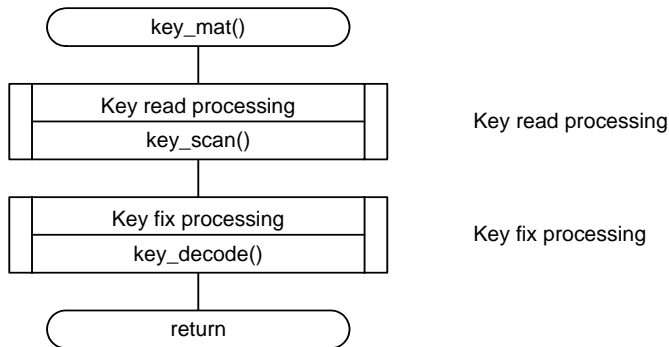 key_mat()
Key read processing
key_scan()
Key read processing
Key fix processing
key_decode()
Key fix processing
return